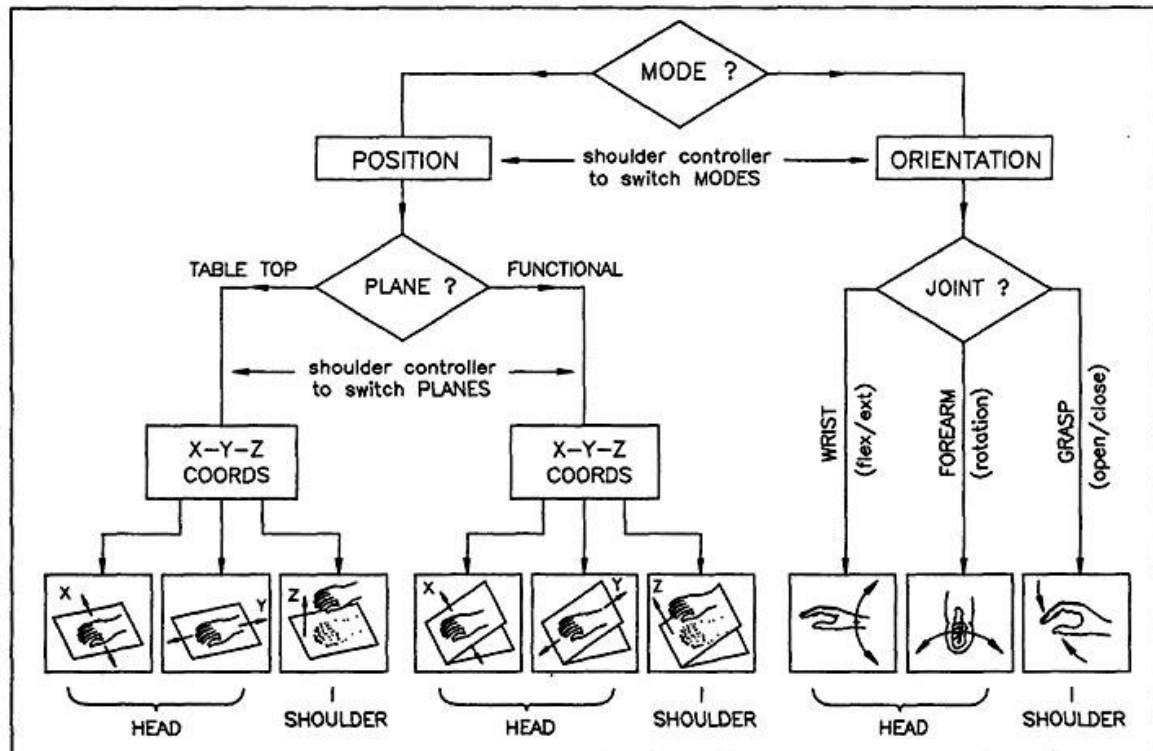 MODE ?
POSITION
shoulder controller
to switch MODES
ORIENTATION
TABLE TOP
PLANE ?
FUNCTIONAL
JOINT ?
shoulder controller
to switch PLANES
X-Y-Z
COORDS
X-Y-Z
COORDS
WRIST
(flex/ext)
FOREARM
(rotation)
GRASP
(open/close)
X
Y
Z
X
Y
Z
HEAD
SHOULDER
HEAD
SHOULDER
HEAD
SHOULDER